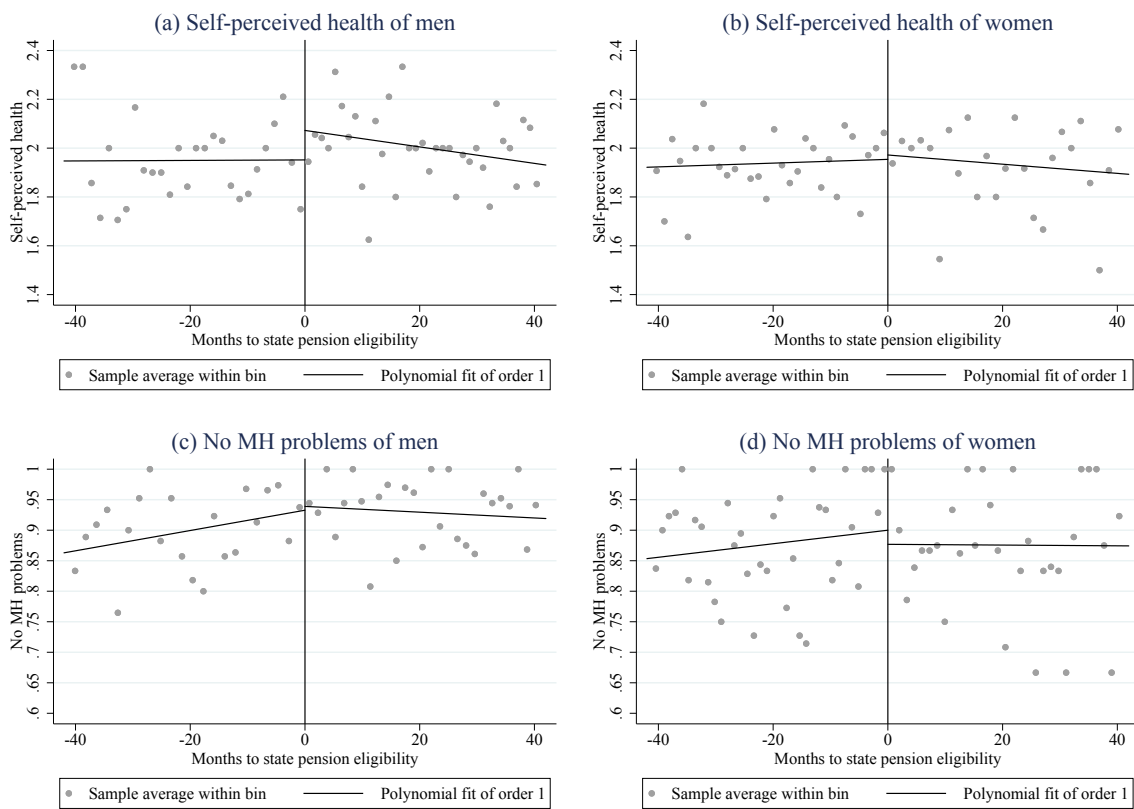 (a) Self-perceived health of men
Self-perceived health
2.4
2.2
2
1.8
1.6
1.4
-40 -20 0 20 40
Months to state pension eligibility
Sample average within bin Polynomial fit of order 1
(b) Self-perceived health of women
Self-perceived health
2.4
2.2
2
1.8
1.6
1.4
-40 -20 0 20 40
Months to state pension eligibility
Sample average within bin Polynomial fit of order 1
(c) No MH problems of men
No MH problems
1
.95
.9
.85
.8
.75
.7
.65
.6
-40 -20 0 20 40
Months to state pension eligibility
Sample average within bin Polynomial fit of order 1
(d) No MH problems of women
No MH problems
1
.95
.9
.85
.8
.75
.7
.65
.6
-40 -20 0 20 40
Months to state pension eligibility
Sample average within bin Polynomial fit of order 1